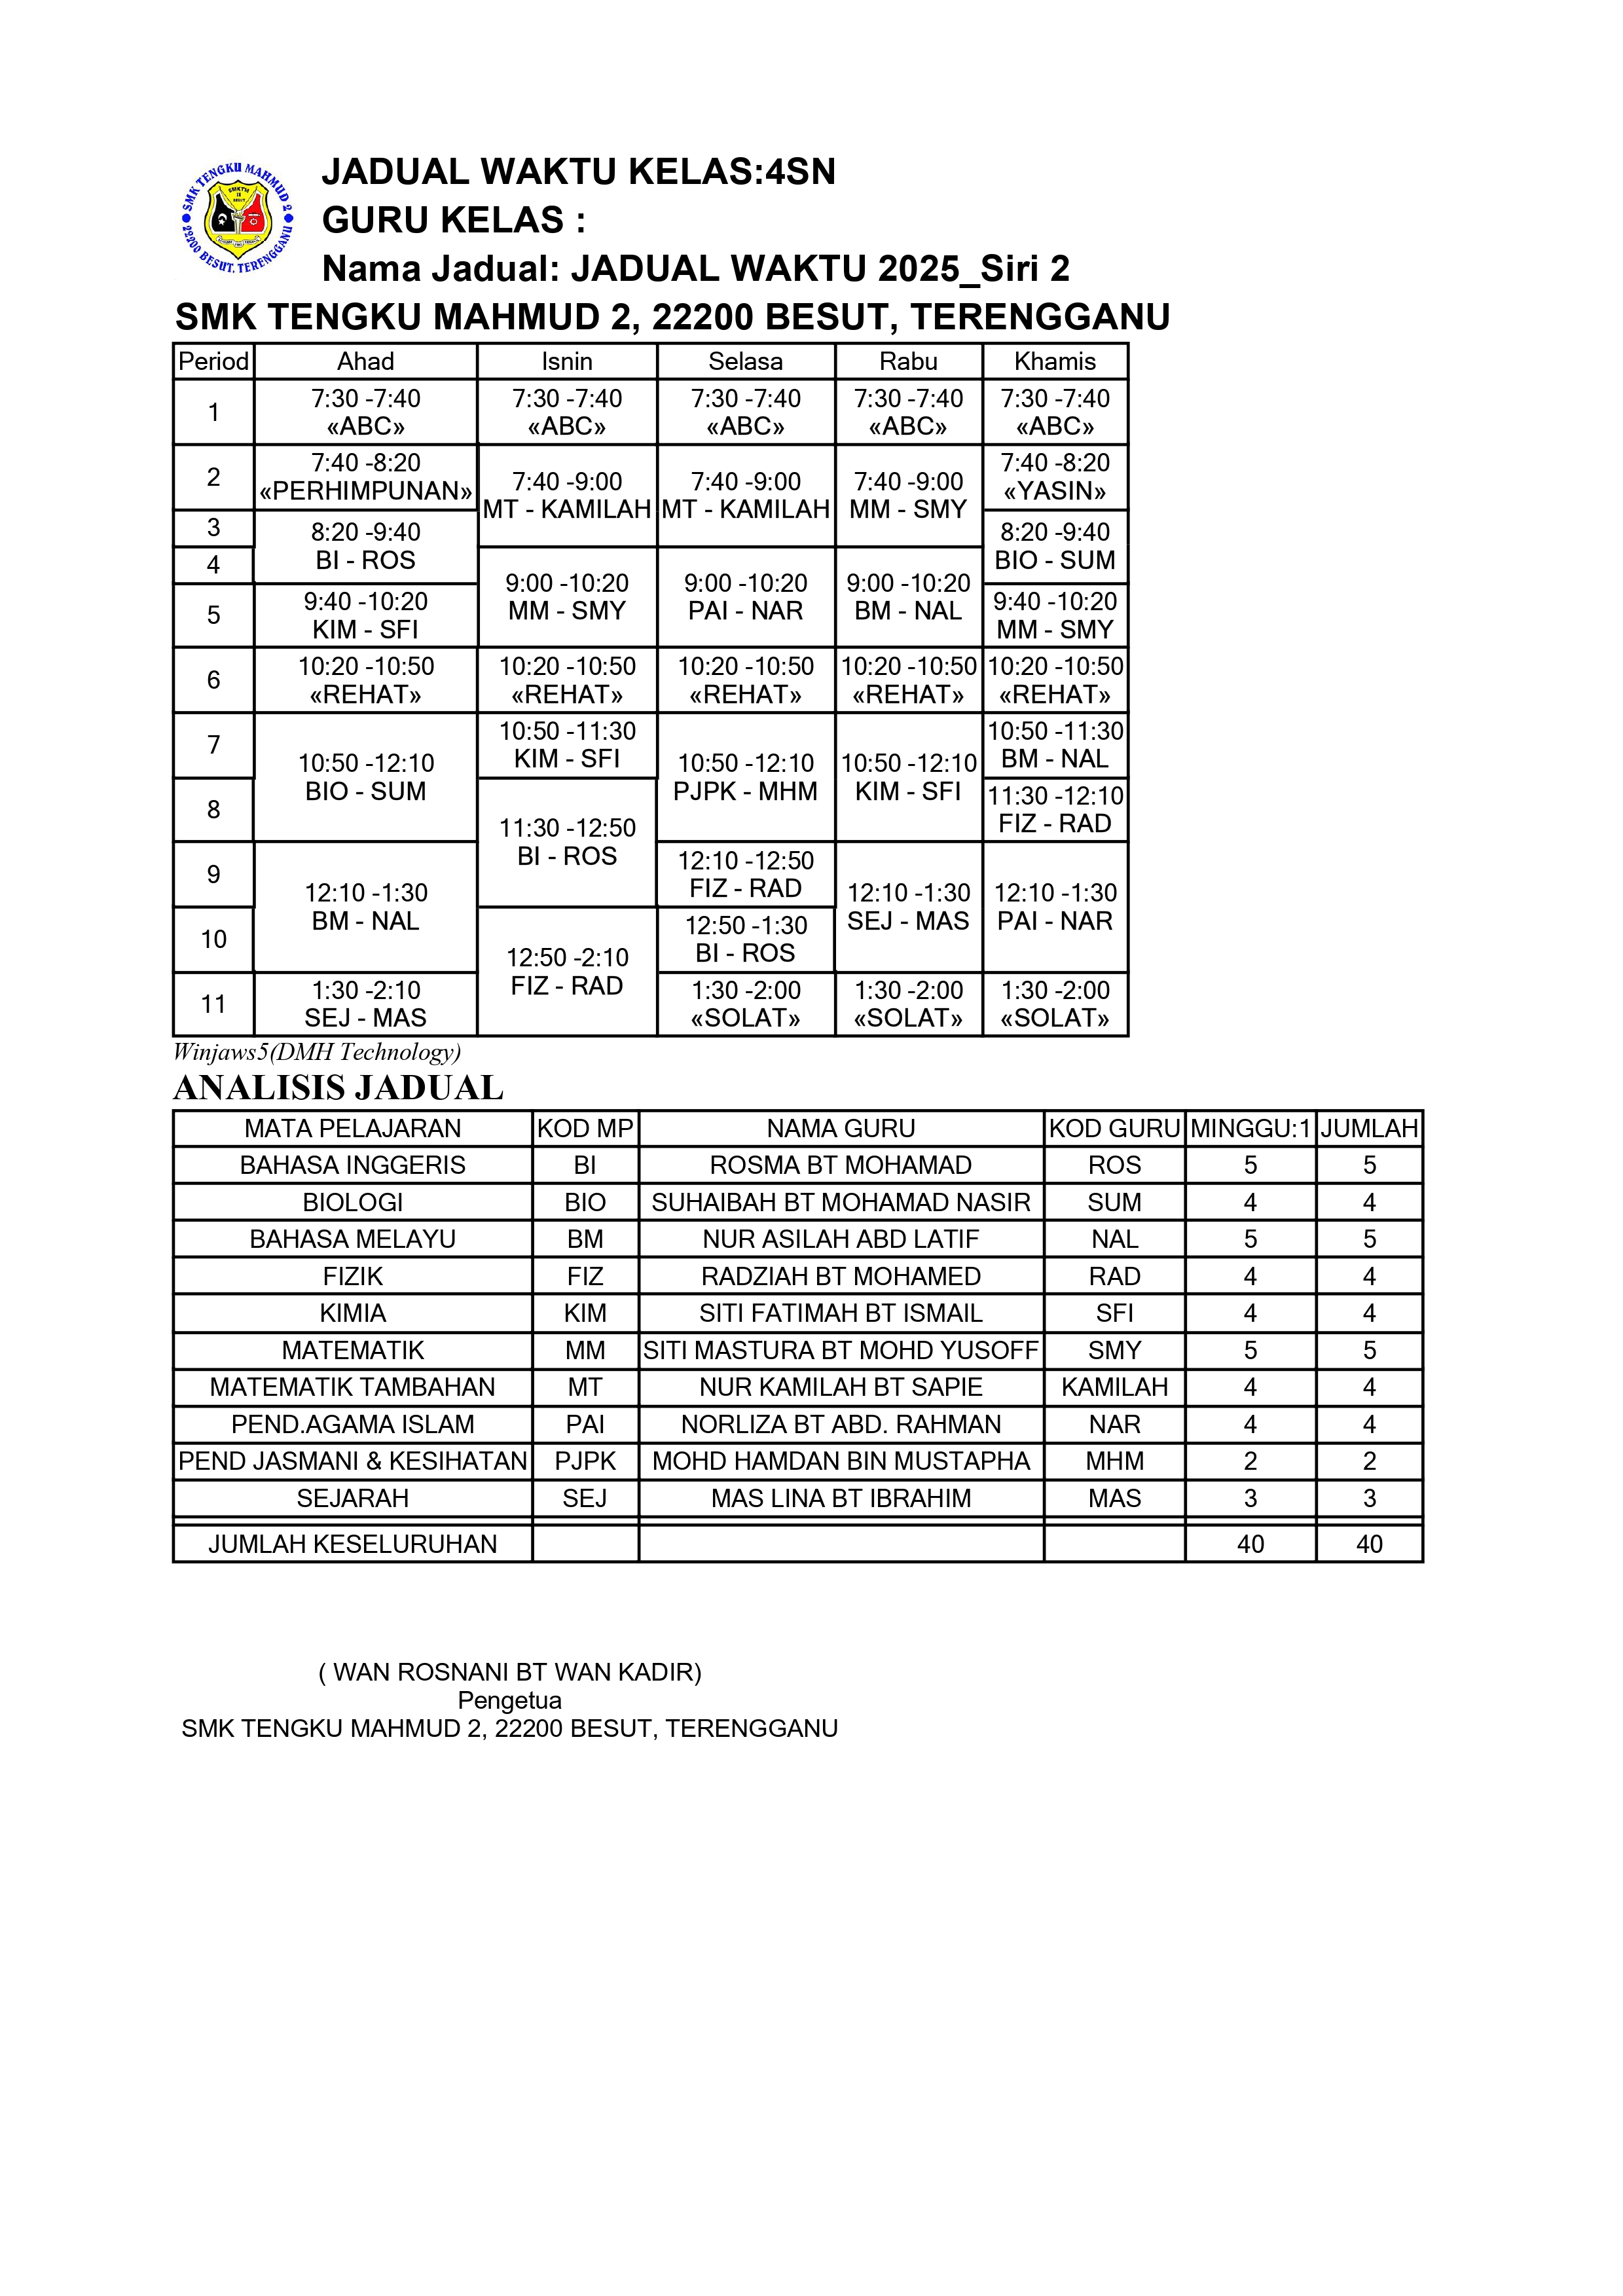 SMK TENGKU MAHMUD 2
22200 BESUT, TERENGGANU
JADUAL WAKTU KELAS:4SN
GURU KELAS :
Nama Jadual: JADUAL WAKTU 2025_Siri 2
SMK TENGKU MAHMUD 2, 22200 BESUT, TERENGGANU
Period Ahad Isnin Selasa Rabu Khamis
1 7:30 -7:40 «ABC» 7:30 -7:40 «ABC» 7:30 -7:40 «ABC» 7:30 -7:40 «ABC» 7:30 -7:40 «ABC»
2 7:40 -8:20 «PERHIMPUNAN» 7:40 -9:00 MT - KAMILAH 7:40 -9:00 MT - KAMILAH 7:40 -9:00 MM - SMY 7:40 -8:20 «YASIN»
3 8:20 -9:40 BI - ROS 8:20 -9:40 BIO - SUM
4 9:00 -10:20 MM - SMY 9:00 -10:20 PAI - NAR 9:00 -10:20 BM - NAL
5 9:40 -10:20 KIM - SFI 9:40 -10:20 MM - SMY
6 10:20 -10:50 «REHAT» 10:20 -10:50 «REHAT» 10:20 -10:50 «REHAT» 10:20 -10:50 «REHAT» 10:20 -10:50 «REHAT»
7 10:50 -12:10 BIO - SUM 10:50 -11:30 KIM - SFI 10:50 -12:10 PJPK - MHM 10:50 -12:10 KIM - SFI 10:50 -11:30 BM - NAL
8 11:30 -12:50 BI - ROS 11:30 -12:10 FIZ - RAD
9 12:10 -1:30 BM - NAL 12:10 -12:50 FIZ - RAD 12:10 -1:30 SEJ - MAS 12:10 -1:30 PAI - NAR
10 12:50 -2:10 FIZ - RAD 12:50 -1:30 BI - ROS
11 1:30 -2:10 SEJ - MAS 1:30 -2:00 «SOLAT» 1:30 -2:00 «SOLAT» 1:30 -2:00 «SOLAT»
Winjaws5(DMH Technology)
ANALISIS JADUAL
MATA PELAJARAN KOD MP NAMA GURU KOD GURU MINGGU:1 JUMLAH
BAHASA INGGERIS BI ROSMA BT MOHAMAD ROS 5 5
BIOLOGI BIO SUHAIBAH BT MOHAMAD NASIR SUM 4 4
BAHASA MELAYU BM NUR ASILAH ABD LATIF NAL 5 5
FIZIK FIZ RADZIAH BT MOHAMED RAD 4 4
KIMIA KIM SITI FATIMAH BT ISMAIL SFI 4 4
MATEMATIK MM SITI MASTURA BT MOHD YUSOFF SMY 5 5
MATEMATIK TAMBAHAN MT NUR KAMILAH BT SAPIE KAMILAH 4 4
PEND.AGAMA ISLAM PAI NORLIZA BT ABD. RAHMAN NAR 4 4
PEND JASMANI & KESIHATAN PJPK MOHD HAMDAN BIN MUSTAPHA MHM 2 2
SEJARAH SEJ MAS LINA BT IBRAHIM MAS 3 3
JUMLAH KESELURUHAN 40 40
( WAN ROSNANI BT WAN KADIR)
Pengetua
SMK TENGKU MAHMUD 2, 22200 BESUT, TERENGGANU